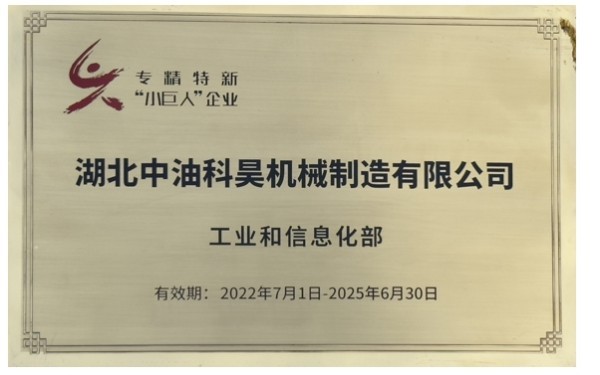 专精特新
“小巨人”企业
湖北中油科昊机械制造有限公司
工业和信息化部
有效期：2022年7月1日-2025年6月30日